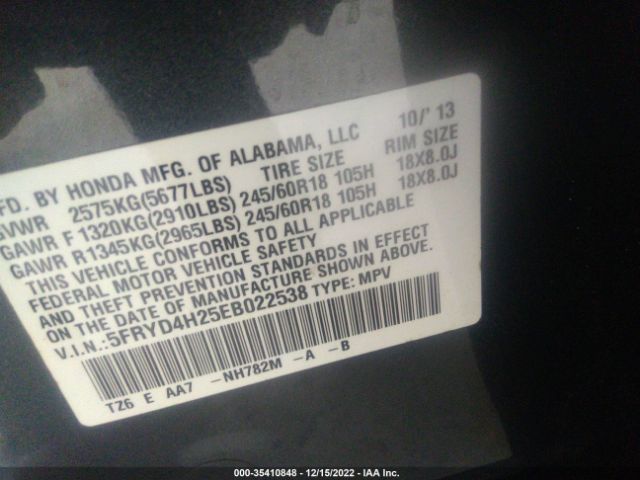 FD. BY HONDA MFG. OF ALABAMA, LLC 10/' 13
GVWR 2575KG(5677LBS) TIRE SIZE RIM SIZE
GAWR F 1320KG(2910LBS) 245/60R18 105H 18X8.0J
GAWR R1345KG(2965LBS) 245/60R18 105H 18X8.0J
THIS VEHICLE CONFORMS TO ALL APPLICABLE
FEDERAL MOTOR VEHICLE SAFETY
AND THEFT PREVENTION STANDARDS IN EFFECT
ON THE DATE OF MANUFACTURE SHOWN ABOVE.
V.I.N.:5FRYD4H25EB022538 TYPE: MPV
TZ6 E AA7 -NH782M -A -B
000-35410848 - 12/15/2022 - IAA Inc.